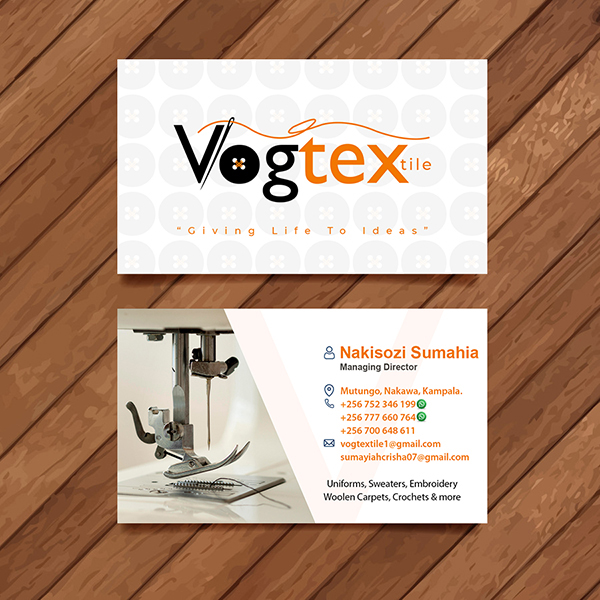 Vogtextile
“Giving Life To Ideas”
Nakisozi Sumahia
Managing Director
Mutungo, Nakawa, Kampala.
+256 752 346 199
+256 777 660 764
+256 700 648 611
vogtextile1@gmail.com
sumayiahcrisha07@gmail.com
Uniforms, Sweaters, Embroidery
Woolen Carpets, Crochets & more